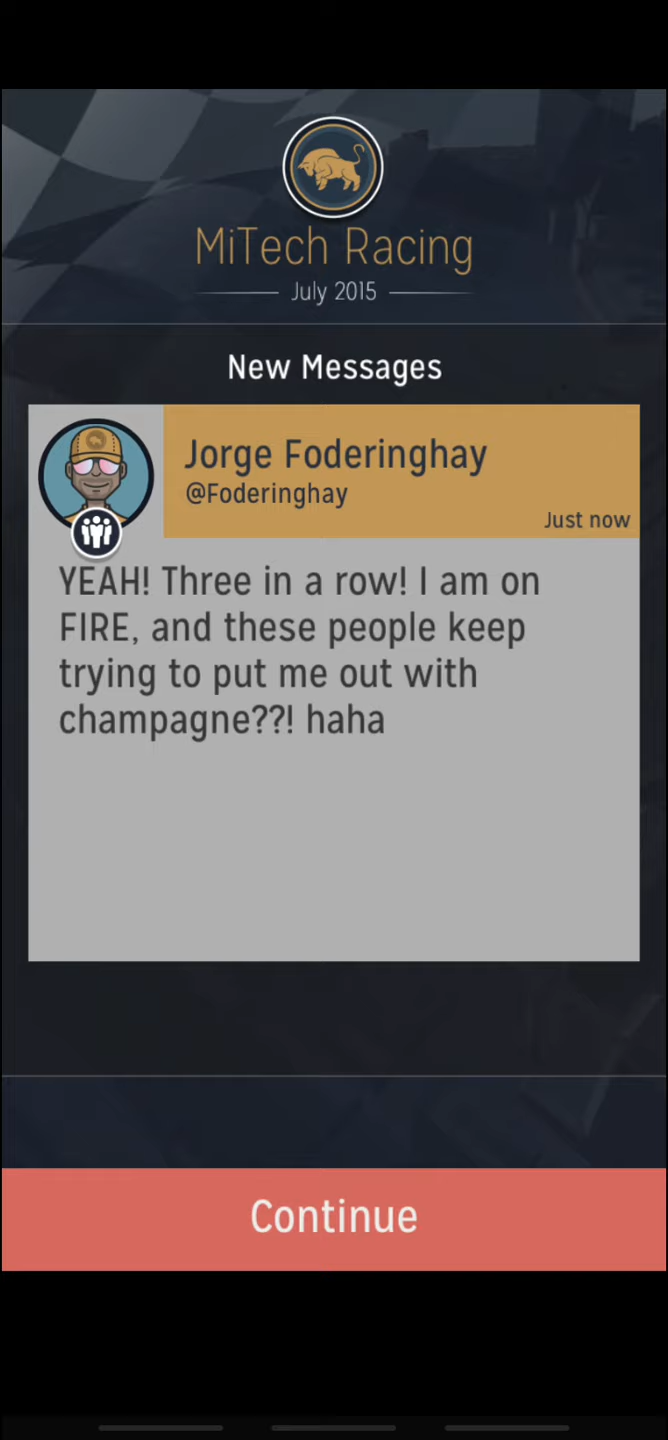 MiTech Racing
July 2015
New Messages
Jorge Foderinghay
@Foderinghay
Just now
YEAH! Three in a row! I am on
FIRE, and these people keep
trying to put me out with
champagne??! haha
Continue